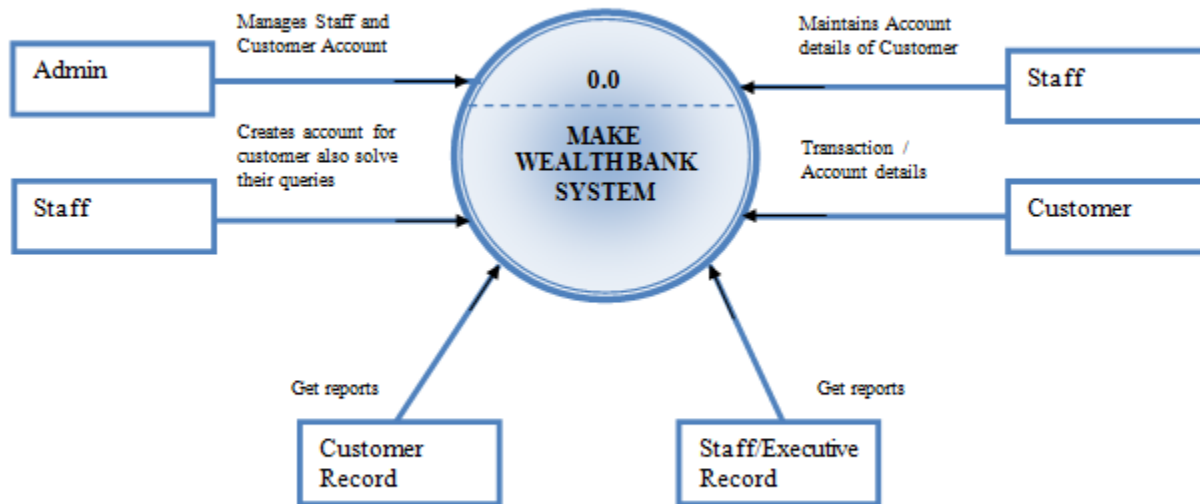 Manages Staff and
Customer Account
Admin
Creates account for
customer also solve
their queries
Staff
0.0
MAKE
WEALTHBANK
SYSTEM
Maintains Account
details of Customer
Staff
Transaction /
Account details
Customer
Get reports
Customer
Record
Get reports
Staff/Executive
Record